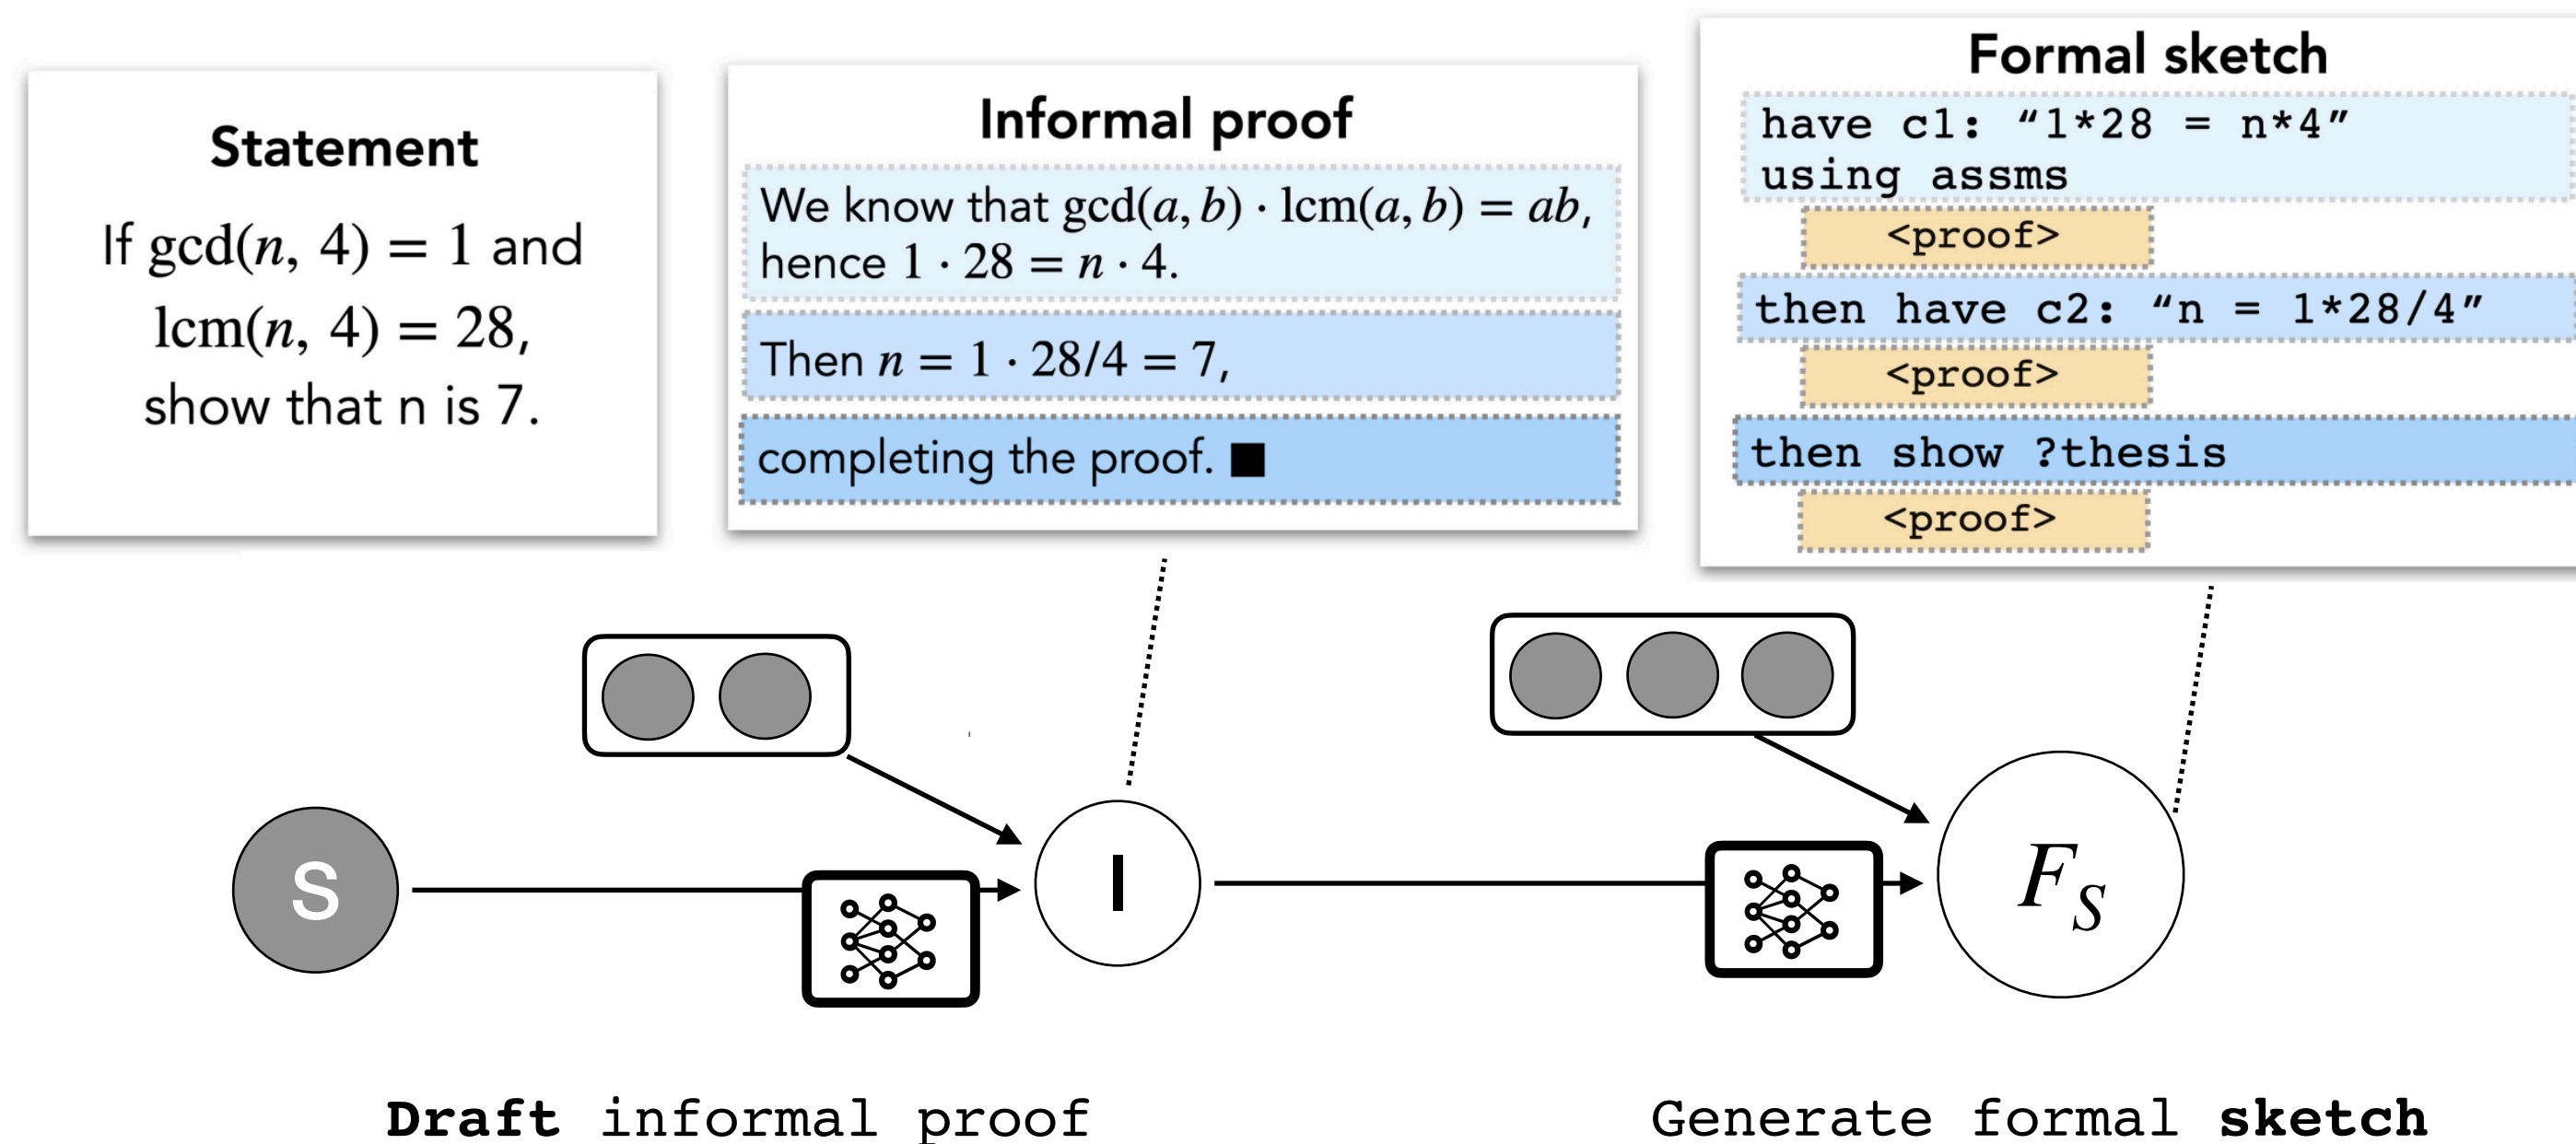 Statement
If gcd(n, 4) = 1 and
lcm(n, 4) = 28,
show that n is 7.
Informal proof
We know that gcd(a, b) · lcm(a, b) = ab,
hence 1 · 28 = n · 4.
Then n = 1 · 28/4 = 7,
completing the proof. ■
Formal sketch
have c1: “1*28 = n*4”
using assms
<proof>
then have c2: “n = 1*28/4”
<proof>
then show ?thesis
<proof>
S
I
F_S
Draft informal proof
Generate formal sketch